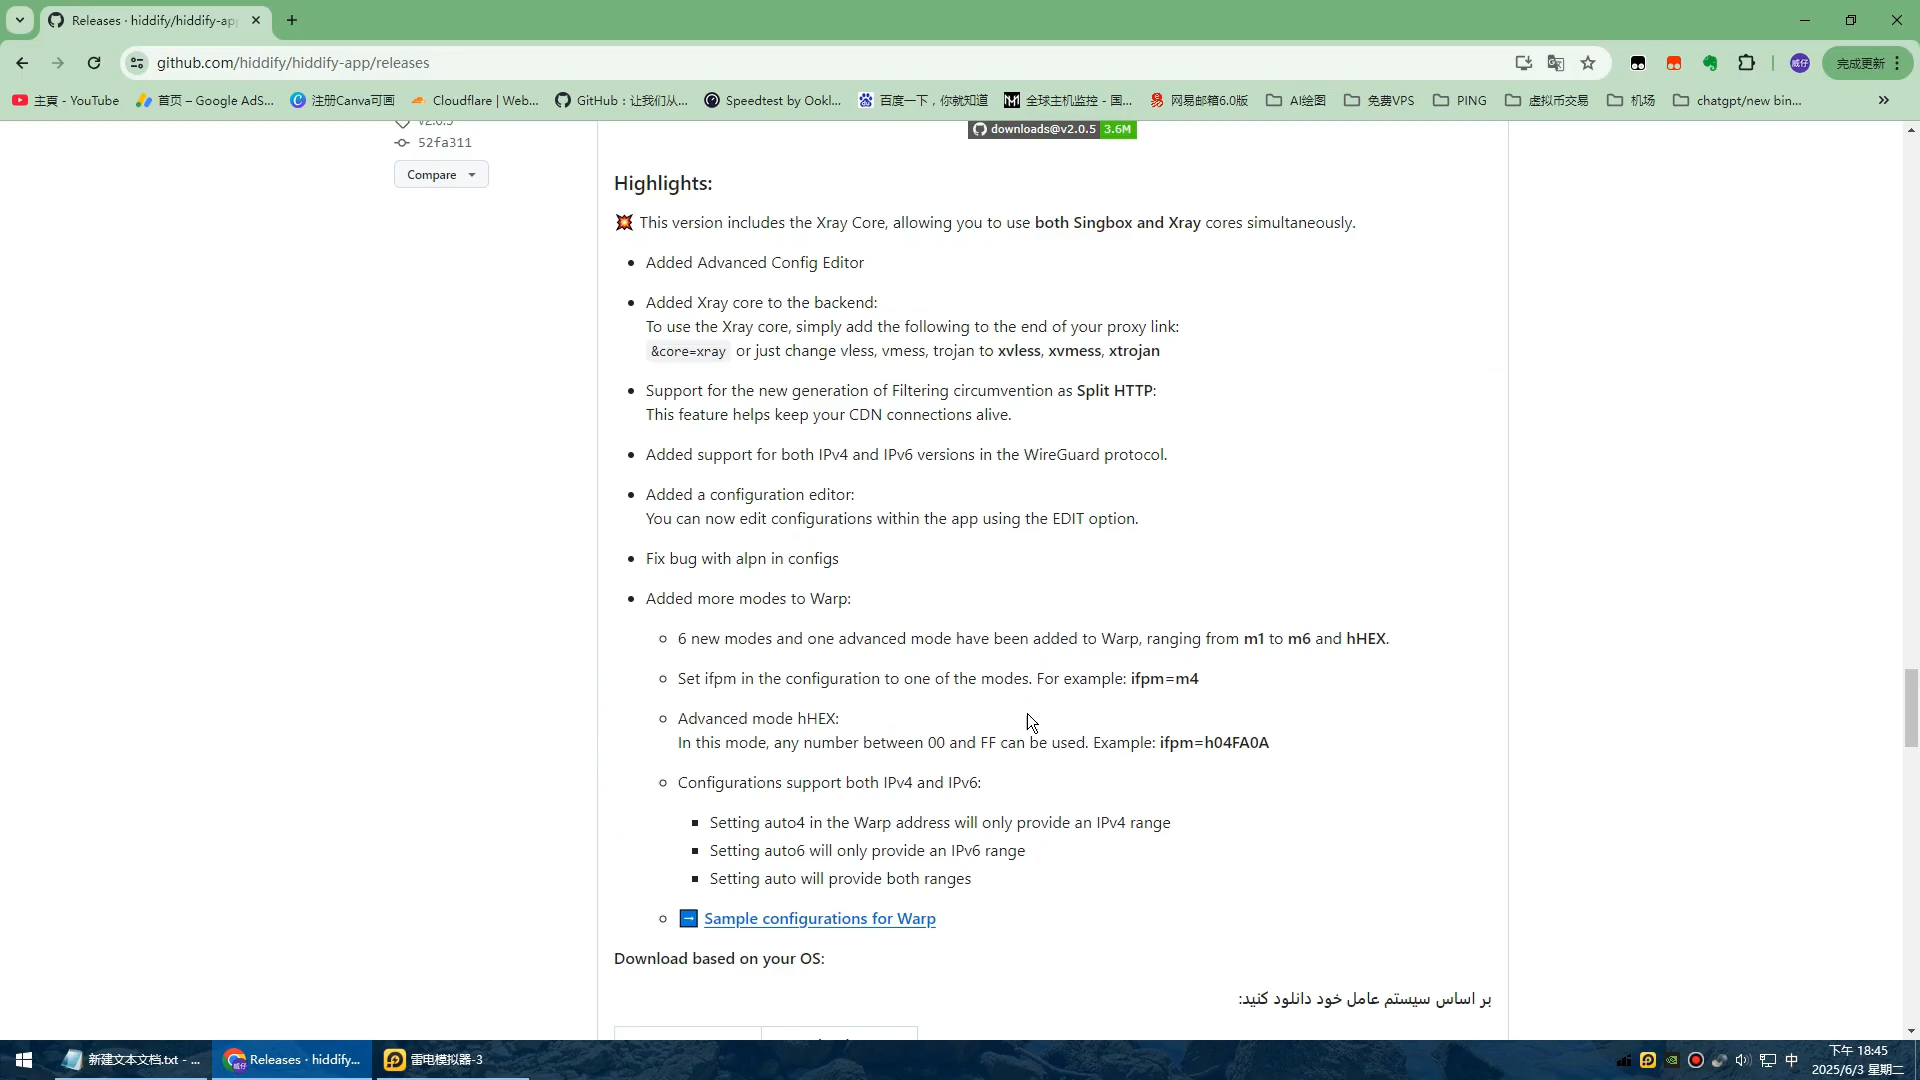 Releases · hiddify/hiddify-app
github.com/hiddify/hiddify-app/releases
威仔
完成更新
主頁 - YouTube
首页 – Google AdS...
注册Canva可画
Cloudflare | Web...
GitHub：让我们从...
Speedtest by Ookl...
百度一下，你就知道
全球主机监控 - 国...
网易邮箱6.0版
AI绘图
免费VPS
PING
虚拟币交易
机场
chatgpt/new bin...
v2.0.5
52fa311
Compare
downloads@v2.0.5 3.6M
Highlights:
💥 This version includes the Xray Core, allowing you to use both Singbox and Xray cores simultaneously.
Added Advanced Config Editor
Added Xray core to the backend:
To use the Xray core, simply add the following to the end of your proxy link:
&core=xray or just change vless, vmess, trojan to xvless, xvmess, xtrojan
Support for the new generation of Filtering circumvention as Split HTTP:
This feature helps keep your CDN connections alive.
Added support for both IPv4 and IPv6 versions in the WireGuard protocol.
Added a configuration editor:
You can now edit configurations within the app using the EDIT option.
Fix bug with alpn in configs
Added more modes to Warp:
6 new modes and one advanced mode have been added to Warp, ranging from m1 to m6 and hHEX.
Set ifpm in the configuration to one of the modes. For example: ifpm=m4
Advanced mode hHEX:
In this mode, any number between 00 and FF can be used. Example: ifpm=h04FA0A
Configurations support both IPv4 and IPv6:
Setting auto4 in the Warp address will only provide an IPv4 range
Setting auto6 will only provide an IPv6 range
Setting auto will provide both ranges
➡️ Sample configurations for Warp
Download based on your OS:
بر اساس سیستم عامل خود دانلود کنید:
新建文本文档.txt - ...
Releases · hiddify...
雷电模拟器-3
中
下午 18:45
2025/6/3 星期二